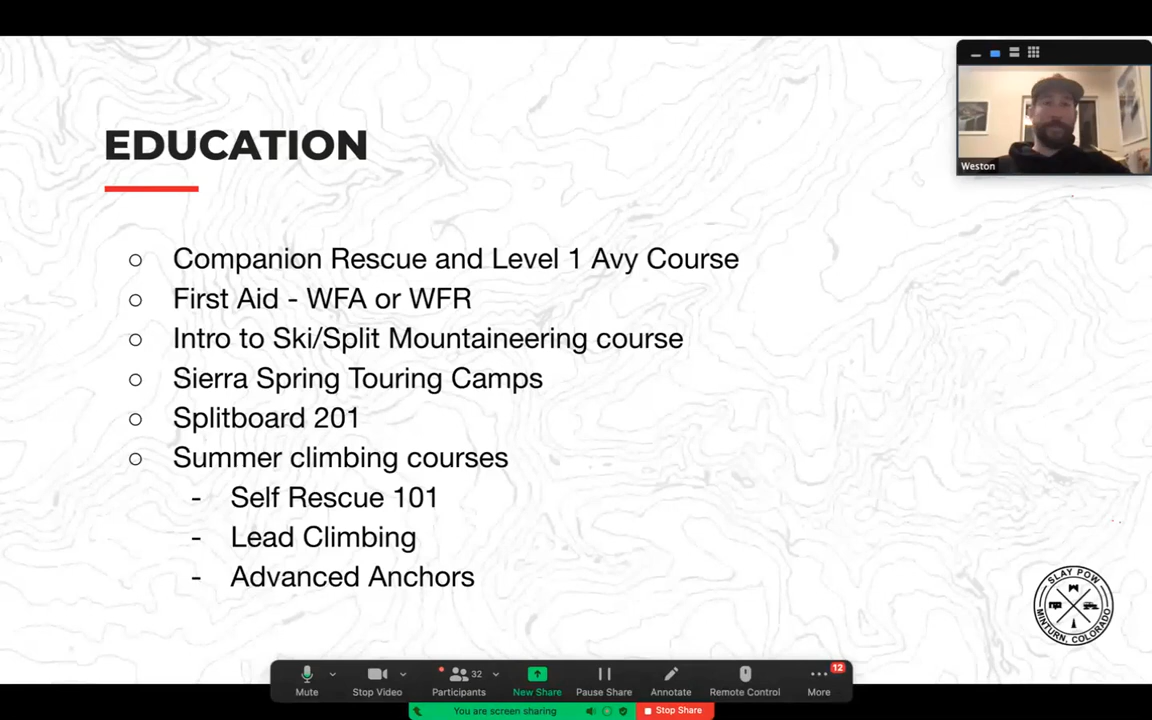 Weston
EDUCATION
Companion Rescue and Level 1 Avy Course
First Aid - WFA or WFR
Intro to Ski/Split Mountaineering course
Sierra Spring Touring Camps
Splitboard 201
Summer climbing courses
- Self Rescue 101
- Lead Climbing
- Advanced Anchors
SLAY POW
MINTURN, COLORADO
32
12
Mute
Stop Video
Participants
New Share
Pause Share
Annotate
Remote Control
More
You are screen sharing
Stop Share